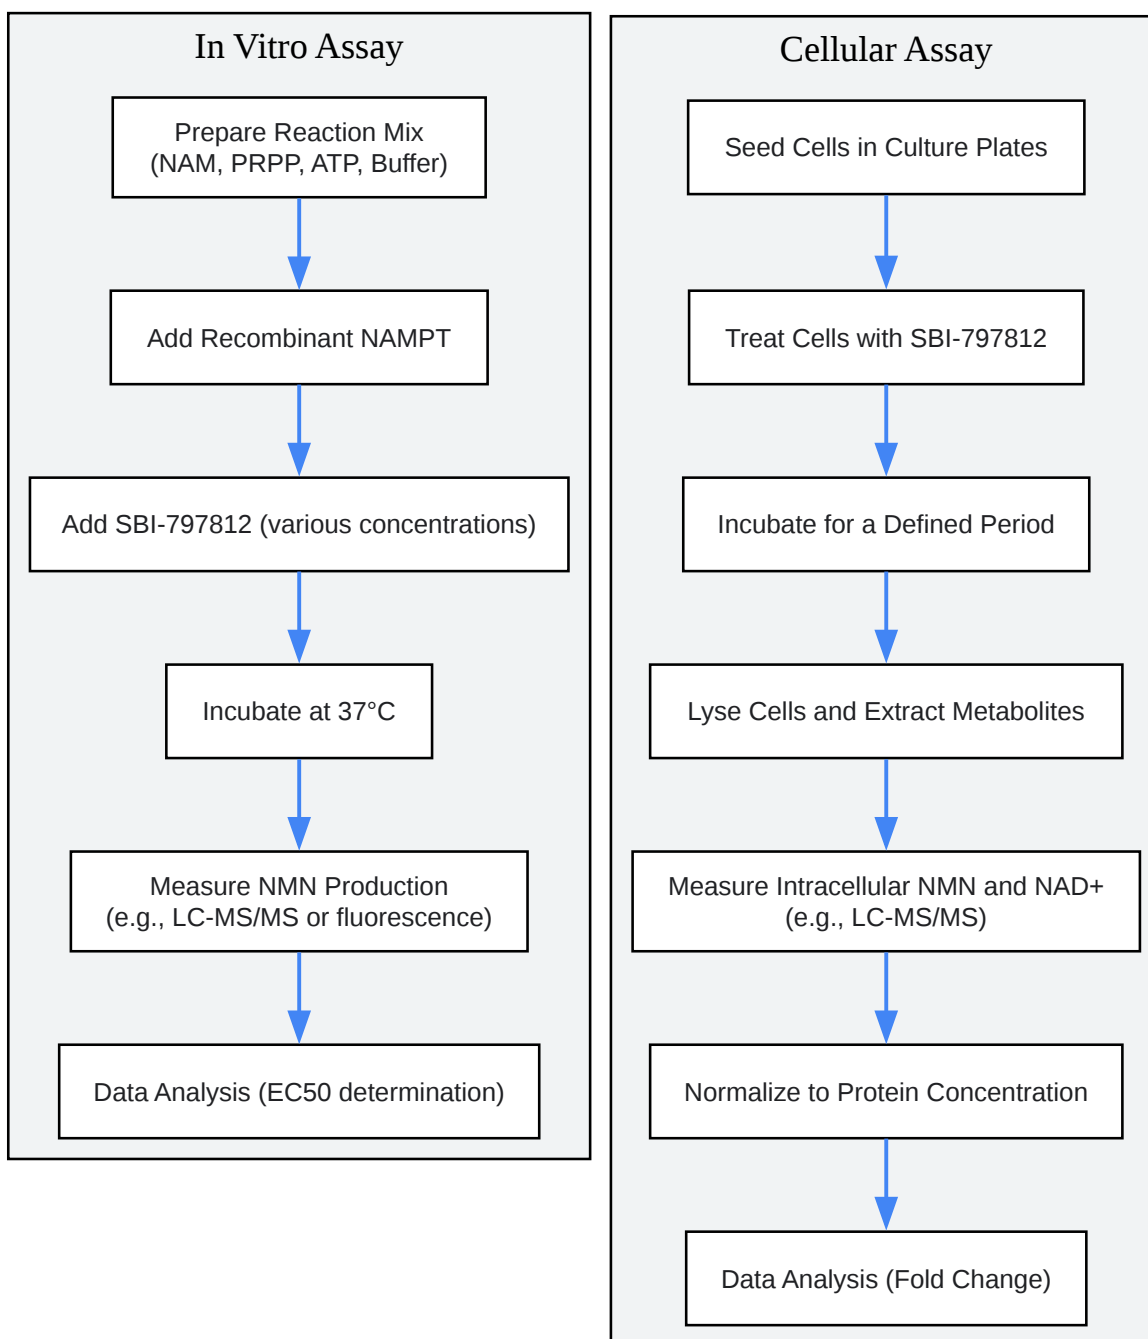 In Vitro Assay
Prepare Reaction Mix
(NAM, PRPP, ATP, Buffer)
Add Recombinant NAMPT
Add SBI-797812 (various concentrations)
Incubate at 37°C
Measure NMN Production
(e.g., LC-MS/MS or fluorescence)
Data Analysis (EC50 determination)
Cellular Assay
Seed Cells in Culture Plates
Treat Cells with SBI-797812
Incubate for a Defined Period
Lyse Cells and Extract Metabolites
Measure Intracellular NMN and NAD+
(e.g., LC-MS/MS)
Normalize to Protein Concentration
Data Analysis (Fold Change)